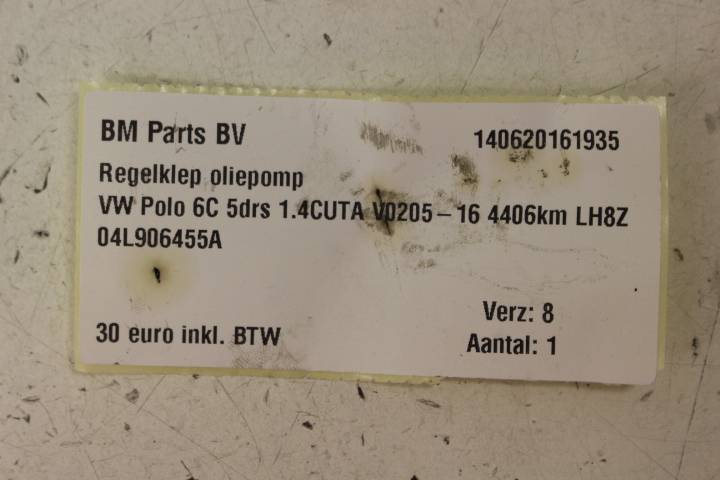 BM Parts BV 140620161935
Regelklep oliepomp
VW Polo 6C 5drs 1.4CUTA V0205-16 4406km LH8Z
04L906455A
Verz: 8
30 euro inkl. BTW
Aantal: 1